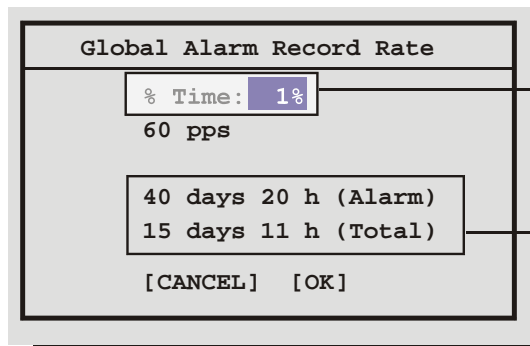 Global Alarm Record Rate
% Time: 1%
60 pps
40 days 20 h (Alarm)
15 days 11 h (Total)
[CANCEL] [OK]